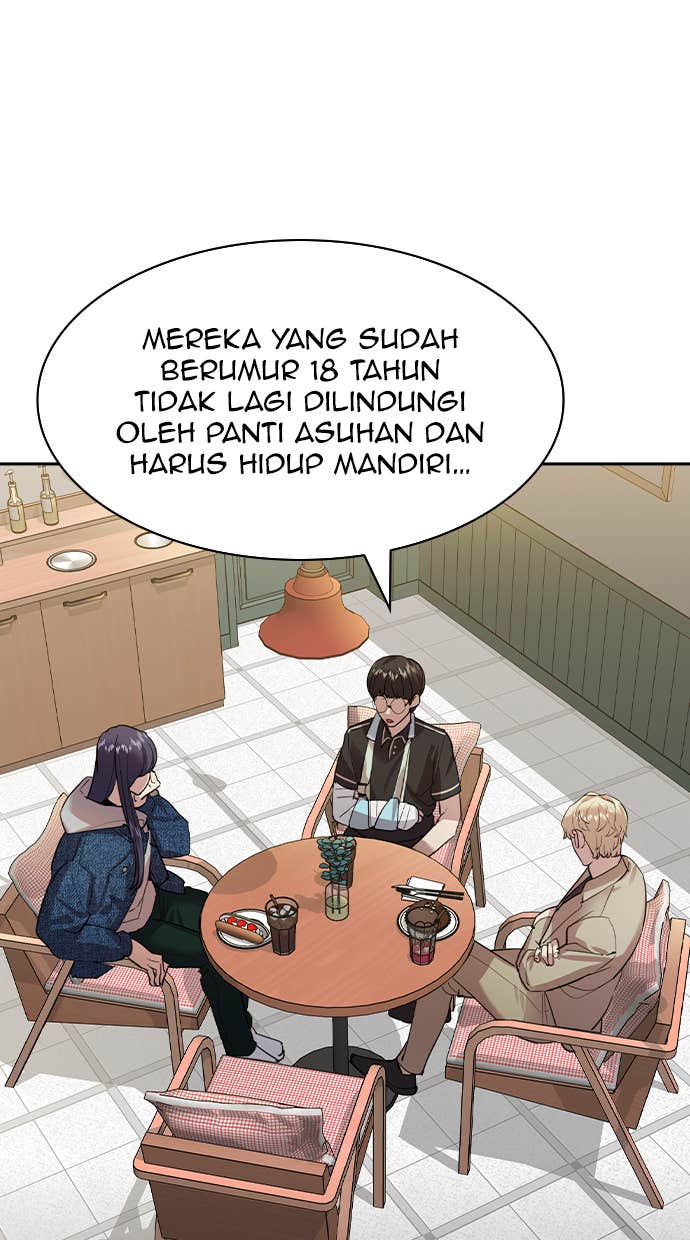 MEREKA YANG SUDAH
BERUMUR 18 TAHUN
TIDAK LAGI DILINDUNGI
OLEH PANTI ASUHAN DAN
HARUS HIDUP MANDIRI...